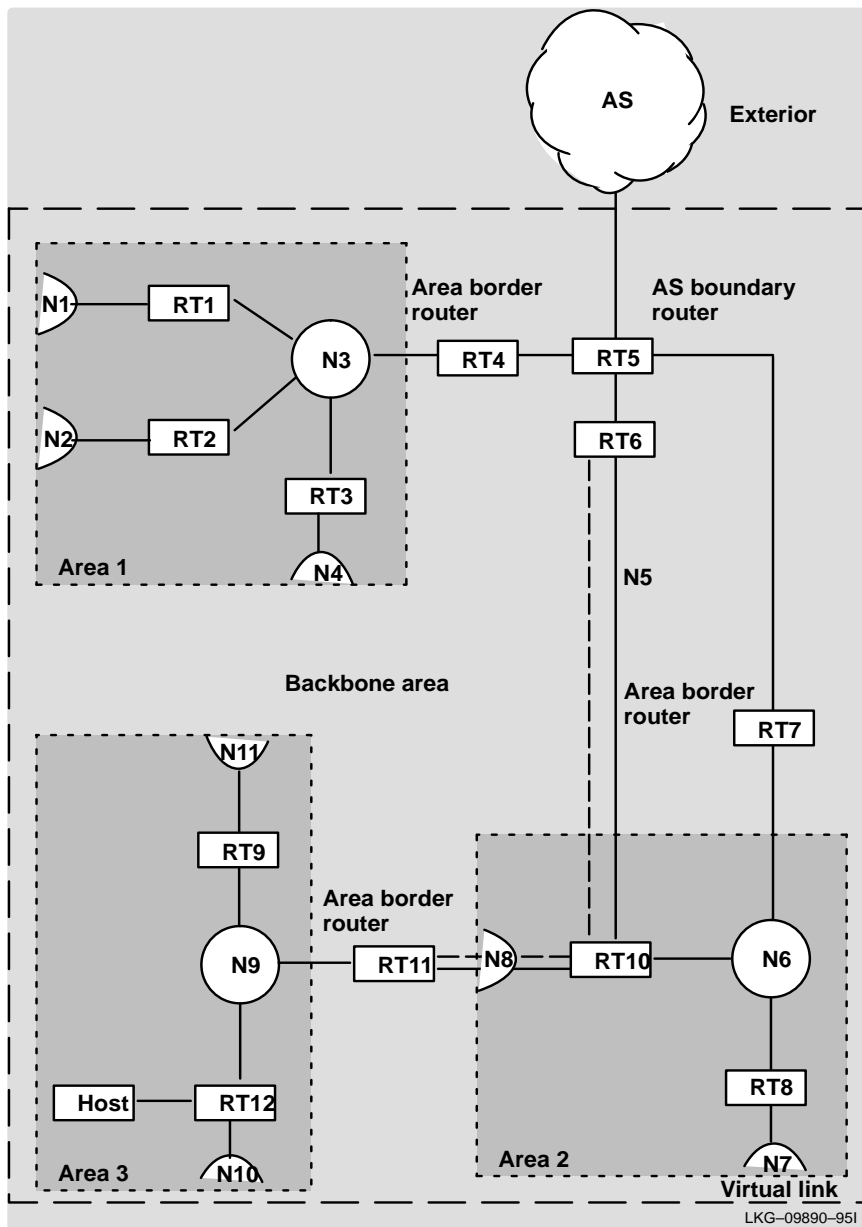 AS
Exterior
Area border
router
AS boundary
router
N1
RT1
N3
RT4
RT5
N2
RT2
RT6
RT3
Area 1
N4
N5
Backbone area
Area border
router
RT7
N11
RT9
Area border
router
N9
RT11
N8
RT10
N6
Host
RT12
RT8
Area 3
N10
Area 2
N7
Virtual link
LKG–09890–95I